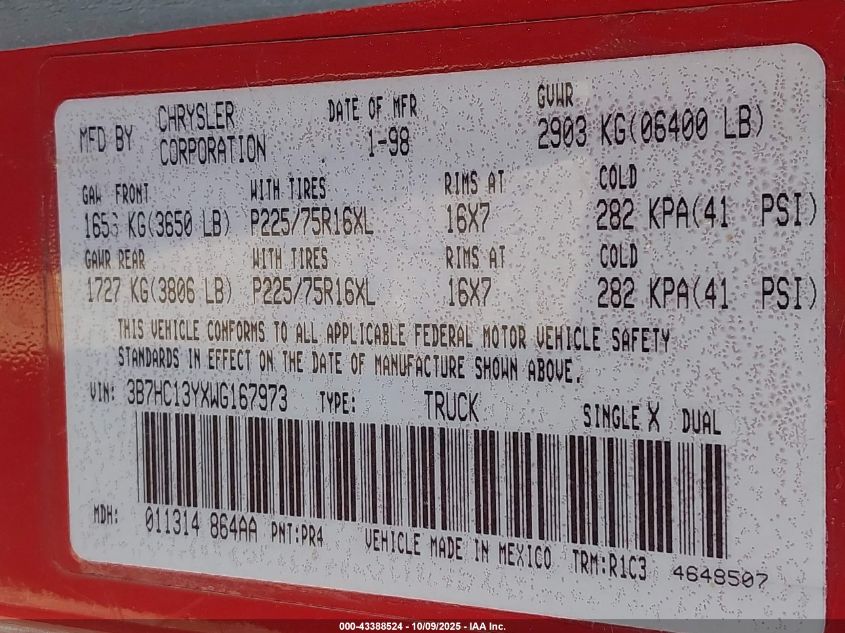 MFD BY CHRYSLER CORPORATION DATE OF MFR 1-98 GVWR 2903 KG(06400 LB)
GAW FRONT WITH TIRES RIMS AT COLD
KG(3650 LB) P225/75R16XL 16X7 282 KPA(41 PSI)
GAWR REAR WITH TIRES RIMS AT COLD
1727 KG(3806 LB) P225/75R16XL 16X7 282 KPA(41 PSI)
THIS VEHICLE CONFORMS TO ALL APPLICABLE FEDERAL MOTOR VEHICLE SAFETY
STANDARDS IN EFFECT ON THE DATE OF MANUFACTURE SHOWN ABOVE.
VIN: 3B7HC13YXWG167973 TYPE: TRUCK SINGLE X DUAL
MDH: 011314 864AA PNT:PR4 VEHICLE MADE IN MEXICO TRM:R1C3 4648507
000-43388524 - 10/09/2025 - IAA Inc.